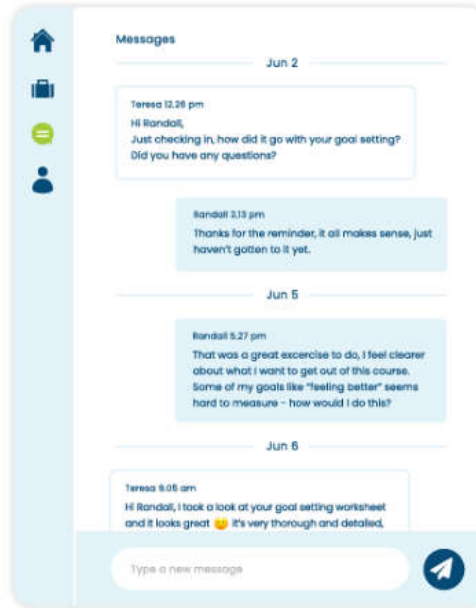 Messages
Jun 2
Teresa 12.26 pm
Hi Randall,
Just checking in, how did it go with your goal setting?
Did you have any questions?
Randall 2.13 pm
Thanks for the reminder, it all makes sense, just
haven't gotten to it yet.
Jun 5
Randall 5.27 pm
That was a great excercise to do, I feel clearer
about what I want to get out of this course.
Some of my goals like "feeling better" seems
hard to measure - how would I do this?
Jun 6
Teresa 9.05 am
Hi Randall, I took a look at your goal setting worksheet
and it looks great 🙂 it's very thorough and detailed,
Type a new message